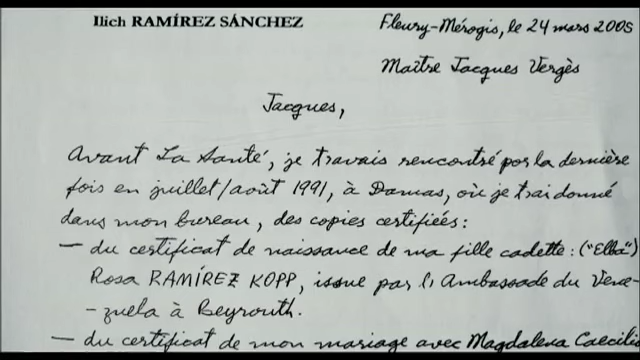 Ilich RAMÍREZ SÁNCHEZ
Fleury-Mérogis, le 24 mars 2005
Maître Jacques Vergès
Jacques,
Avant La Santé, je t'avais rencontré por la dernière
fois en juillet/août 1991, à Damas, où je t'ai donné
dans mon bureau, des copies certifiées:
— du certificat de naissance de ma fille cadette: ("Elba")
Rosa RAMÍREZ KOPP, issue par l'Ambassade du Vene-
-zuela à Beyrouth.
— du certificat de mon mariage avec Magdalena Caecilia